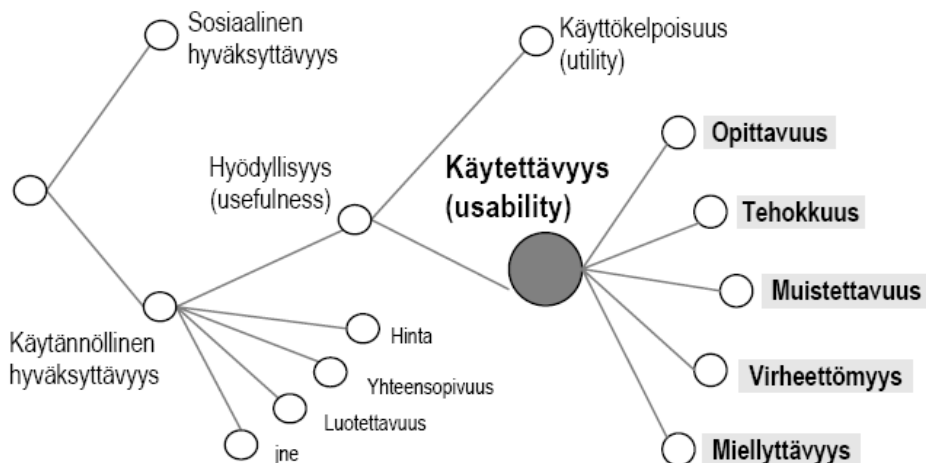 Sosiaalinen
hyväksyttävyys
Käyttökelpoisuus
(utility)
Hyödyllisyys
(usefulness)
Käytettävyys
(usability)
Opittavuus
Tehokkuus
Muistettavuus
Virheettömyys
Miellyttävyys
Käytännöllinen
hyväksyttävyys
Hinta
Yhteensopivuus
Luotettavuus
jne